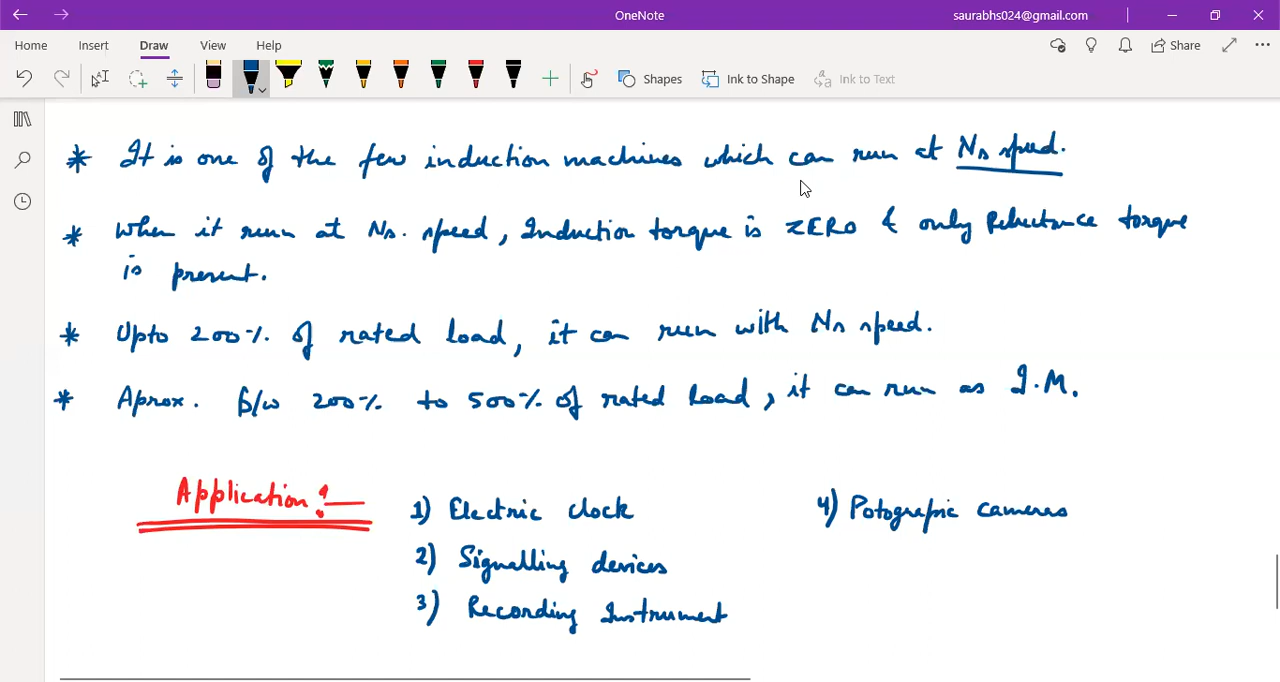 OneNote
saurabhs024@gmail.com
Home Insert Draw View Help
Share
Shapes Ink to Shape Ink to Text
* It is one of the few induction machines which can run at Ns speed.
* When it runn at Ns. speed, Induction torque is ZERO & only Reluctance torque
is present.
* Upto 200% of rated load, it can run with Ns speed.
* Aprox. b/w 200% to 500% of rated load, it can run as I.M.
Application :-
1) Electric clock
2) Signalling devices
3) Recording Instrument
4) Potografic cameras